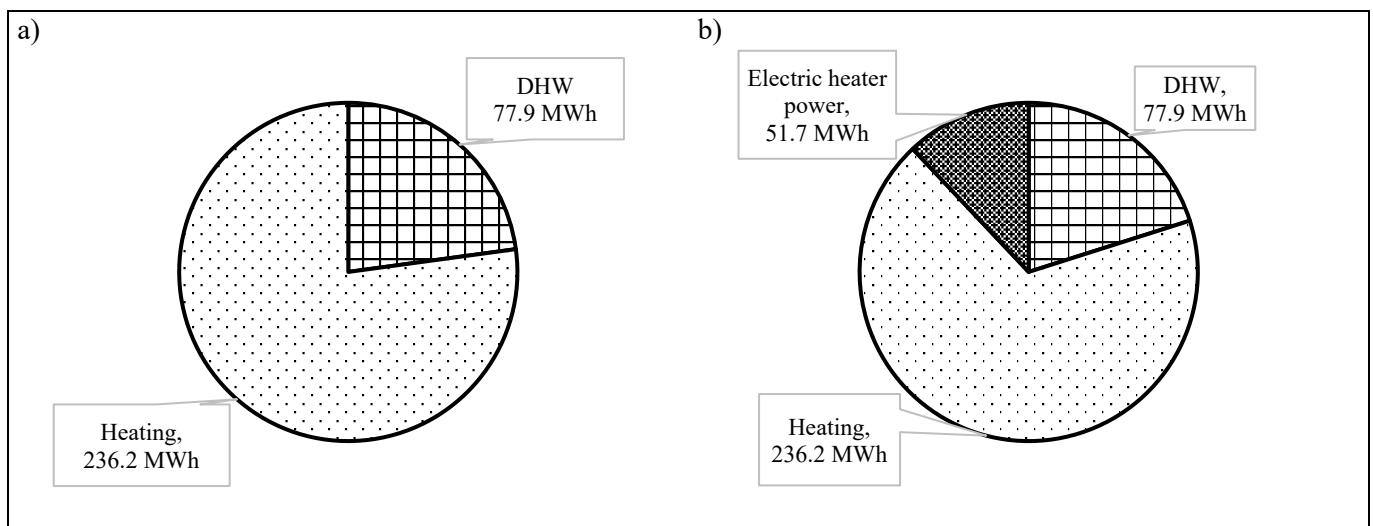 a)
DHW
77.9 MWh
Heating,
236.2 MWh
b)
Electric heater
power,
51.7 MWh
DHW,
77.9 MWh
Heating,
236.2 MWh